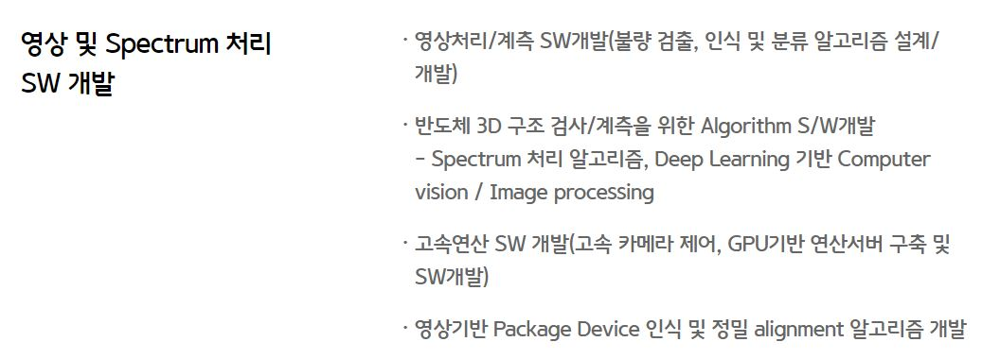 영상 및 Spectrum 처리
SW 개발
· 영상처리/계측 SW개발(불량 검출, 인식 및 분류 알고리즘 설계/
개발)
· 반도체 3D 구조 검사/계측을 위한 Algorithm S/W개발
- Spectrum 처리 알고리즘, Deep Learning 기반 Computer
vision / Image processing
· 고속연산 SW 개발(고속 카메라 제어, GPU기반 연산서버 구축 및
SW개발)
· 영상기반 Package Device 인식 및 정밀 alignment 알고리즘 개발